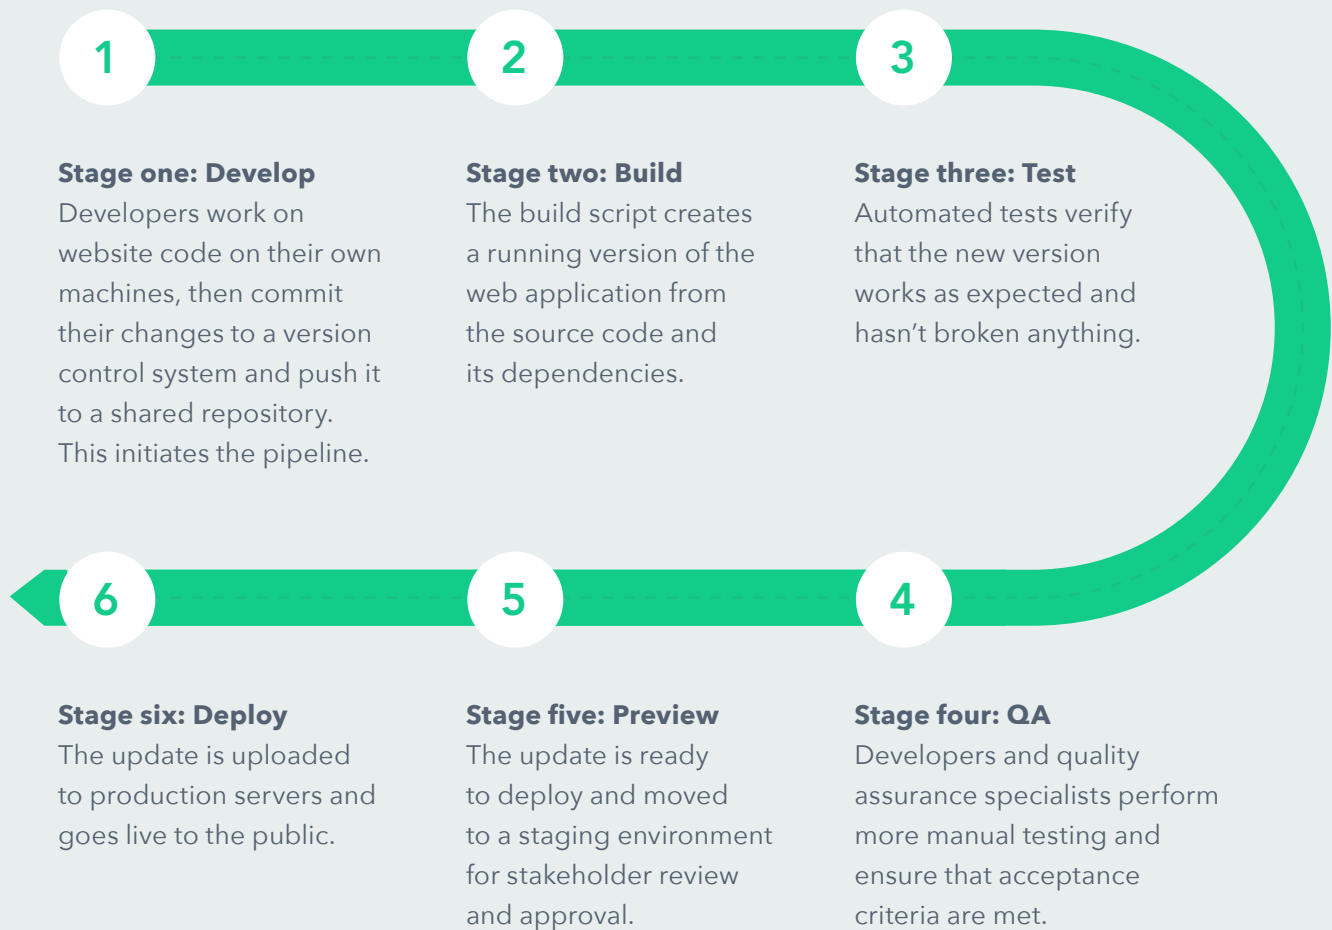 1
2
3
Stage one: Develop
Developers work on
website code on their own
machines, then commit
their changes to a version
control system and push it
to a shared repository.
This initiates the pipeline.
Stage two: Build
The build script creates
a running version of the
web application from
the source code and
its dependencies.
Stage three: Test
Automated tests verify
that the new version
works as expected and
hasn’t broken anything.
4
Stage four: QA
Developers and quality
assurance specialists perform
more manual testing and
ensure that acceptance
criteria are met.
5
Stage five: Preview
The update is ready
to deploy and moved
to a staging environment
for stakeholder review
and approval.
6
Stage six: Deploy
The update is uploaded
to production servers and
goes live to the public.